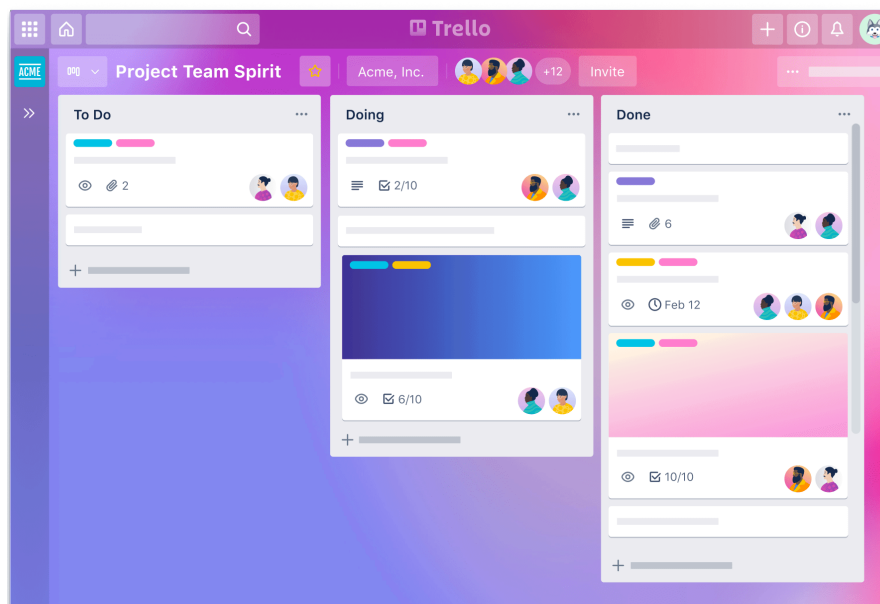 Trello
ACME
Project Team Spirit
Acme, Inc.
+12
Invite
To Do
2
Doing
2/10
6/10
Done
6
Feb 12
10/10